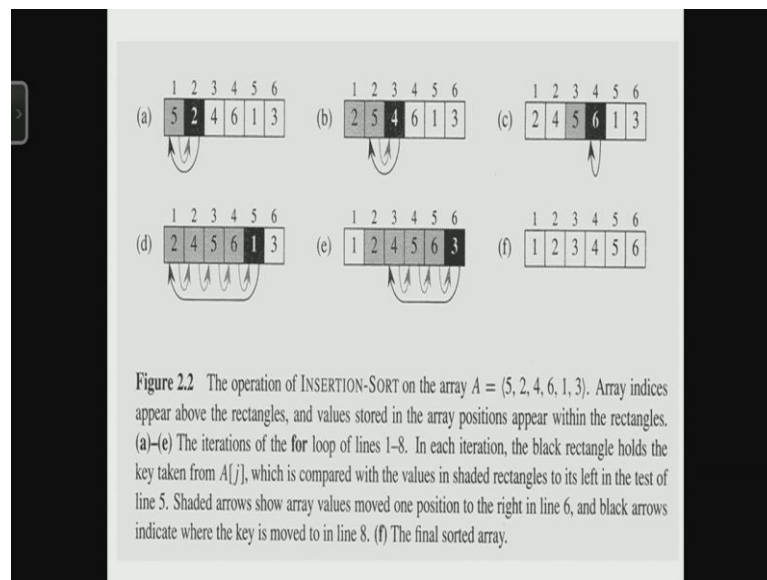 1 2 3 4 5 6
(a) 5 2 4 6 1 3
1 2 3 4 5 6
(b) 2 5 4 6 1 3
1 2 3 4 5 6
(c) 2 4 5 6 1 3
1 2 3 4 5 6
(d) 2 4 5 6 1 3
1 2 3 4 5 6
(e) 1 2 4 5 6 3
1 2 3 4 5 6
(f) 1 2 3 4 5 6
Figure 2.2 The operation of INSERTION-SORT on the array A = ⟨5, 2, 4, 6, 1, 3⟩. Array indices
appear above the rectangles, and values stored in the array positions appear within the rectangles.
(a)–(e) The iterations of the for loop of lines 1–8. In each iteration, the black rectangle holds the
key taken from A[j], which is compared with the values in shaded rectangles to its left in the test of
line 5. Shaded arrows show array values moved one position to the right in line 6, and black arrows
indicate where the key is moved to in line 8. (f) The final sorted array.